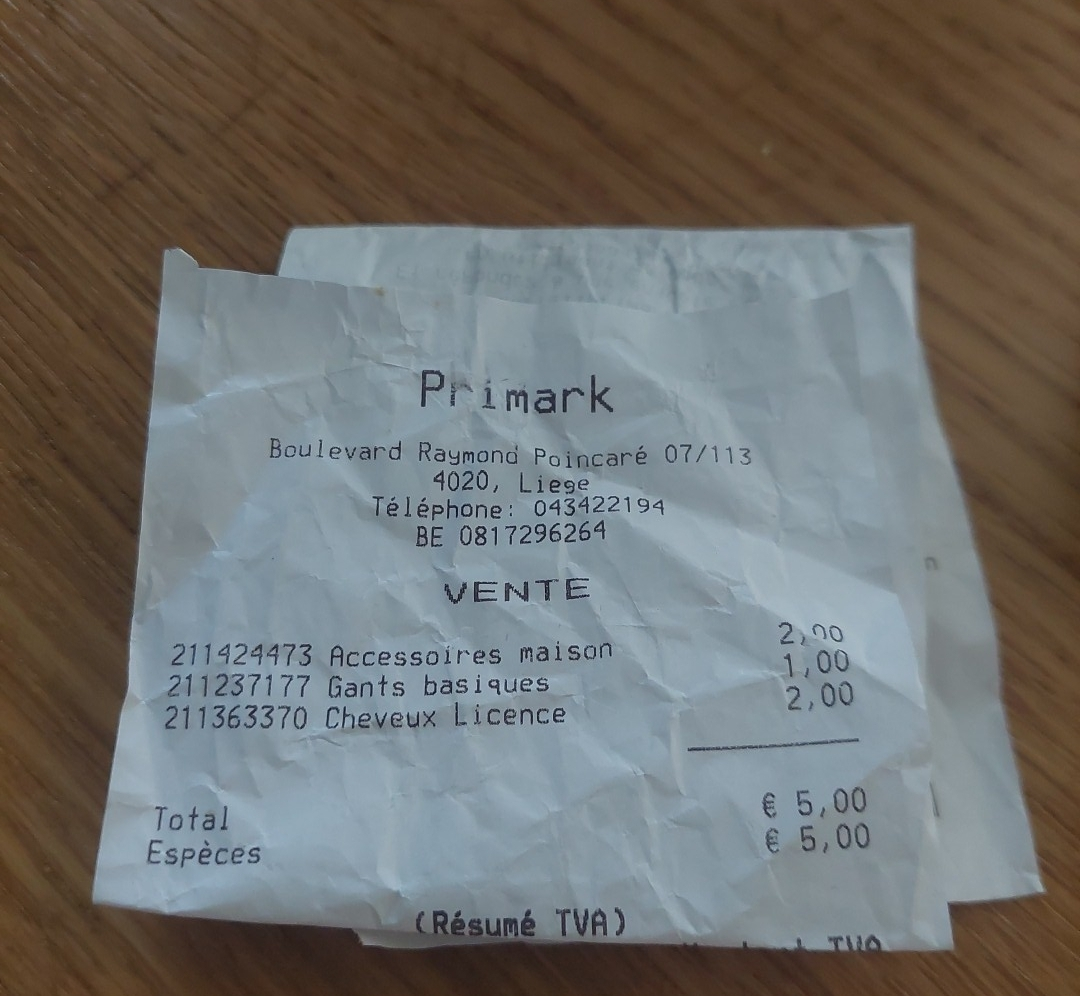 Primark
Boulevard Raymond Poincaré 07/113
4020, Liege
Téléphone: 043422194
BE 0817296264
VENTE
211424473 Accessoires maison 2,00
211237177 Gants basiques 1,00
211363370 Cheveux Licence 2,00
Total € 5,00
Espèces € 5,00
(Résumé TVA)
TVA